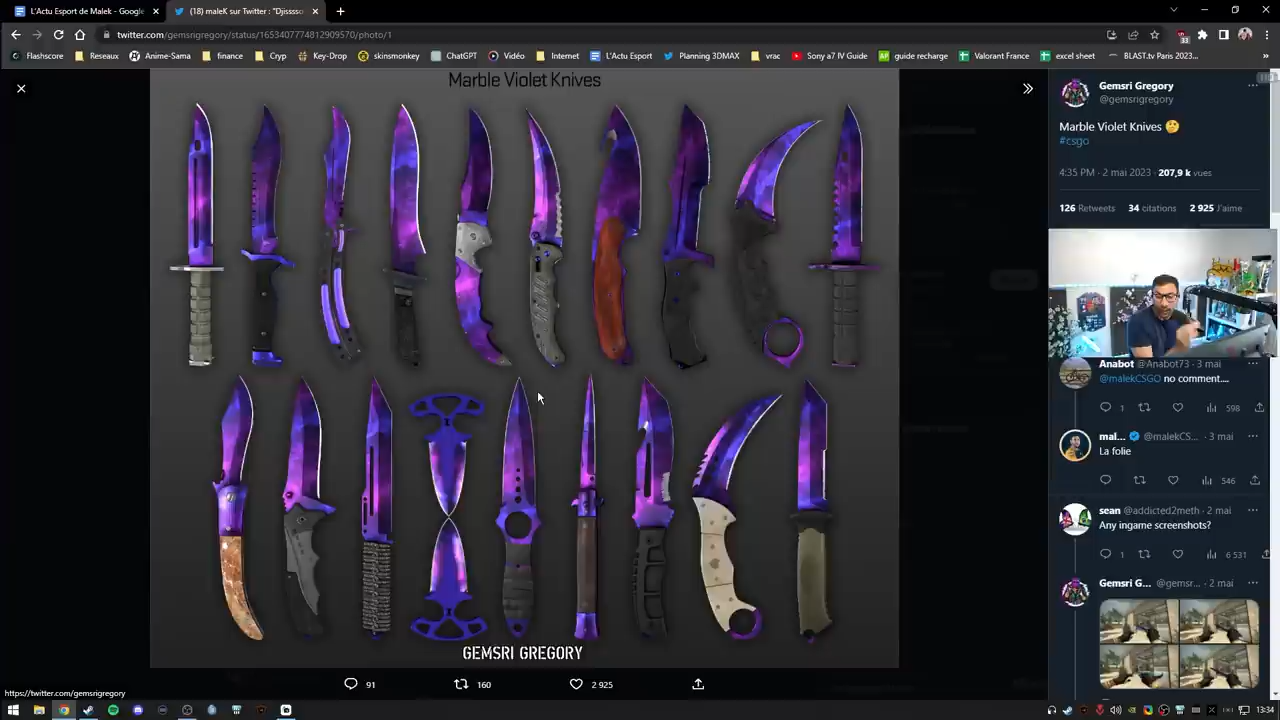 L'Actu Esport de Malek - Google
(18) maleK sur Twitter : "Djisssso
twitter.com/gemsrigregory/status/1653407774812909570/photo/1
Flashscore
Reseaux
Anime-Sama
finance
Cryp
Key-Drop
skinsmonkey
ChatGPT
Vidéo
Internet
L'Actu Esport
Planning 3DMAX
vrac
Sony a7 IV Guide
guide recharge
Valorant France
excel sheet
BLAST.tv Paris 2023...
Marble Violet Knives
GEMSRI GREGORY
91
160
2 925
Gemsri Gregory
@gemsrigregory
Marble Violet Knives
#csgo
4:35 PM · 2 mai 2023 · 207,9 k vues
126 Retweets 34 citations 2 925 J'aime
Anabot @Anabot73 · 3 mai
@malekCSGO no comment....
1
598
mal... @malekCS... · 3 mai
La folie
546
sean @addicted2meth · 2 mai
Any ingame screenshots?
1
6 531
Gemsri G... @gemsr... · 2 mai
https://twitter.com/gemsrigregory
13:34